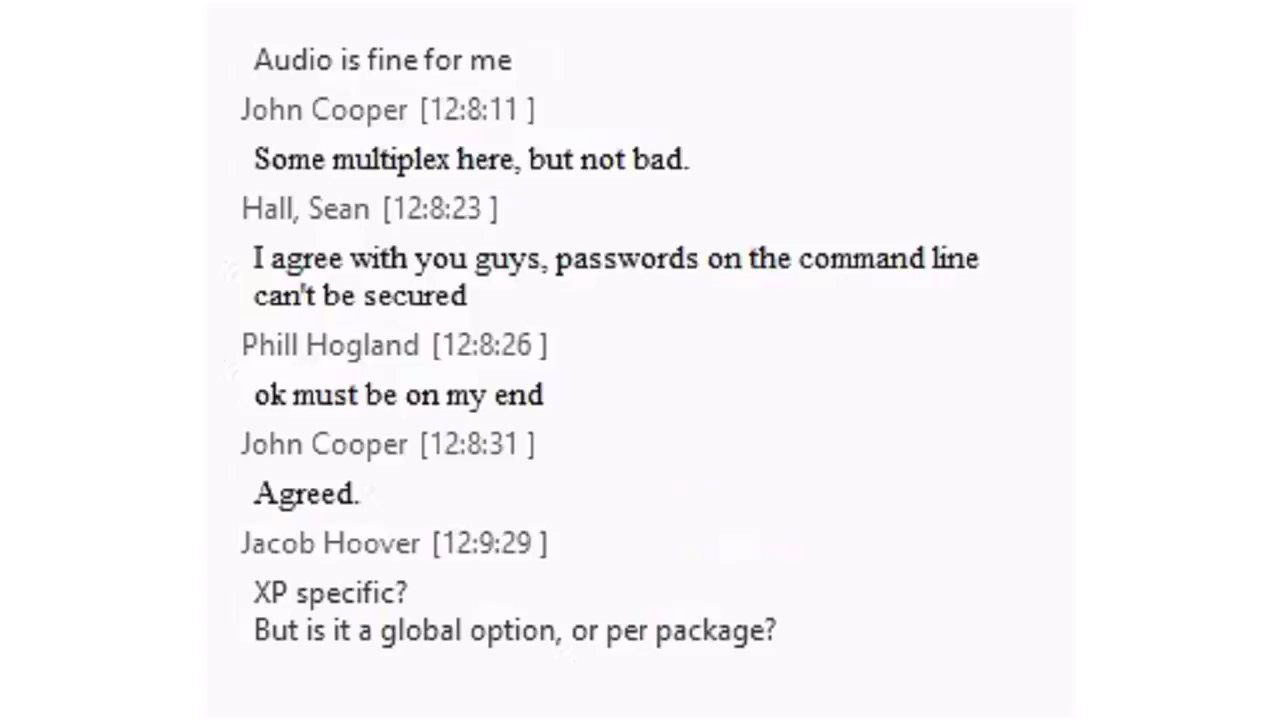 Audio is fine for me
John Cooper [12:8:11 ]
Some multiplex here, but not bad.
Hall, Sean [12:8:23 ]
I agree with you guys, passwords on the command line
can't be secured
Phill Hogland [12:8:26 ]
ok must be on my end
John Cooper [12:8:31 ]
Agreed.
Jacob Hoover [12:9:29 ]
XP specific?
But is it a global option, or per package?